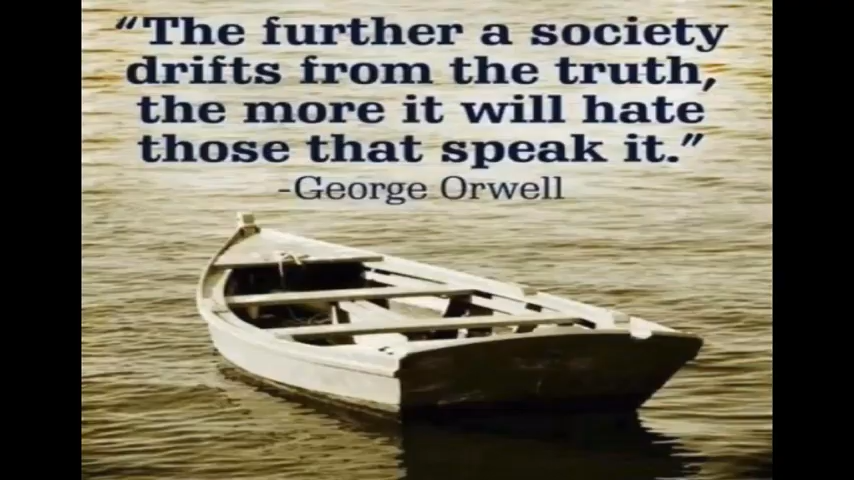 “The further a society
drifts from the truth,
the more it will hate
those that speak it.”
-George Orwell